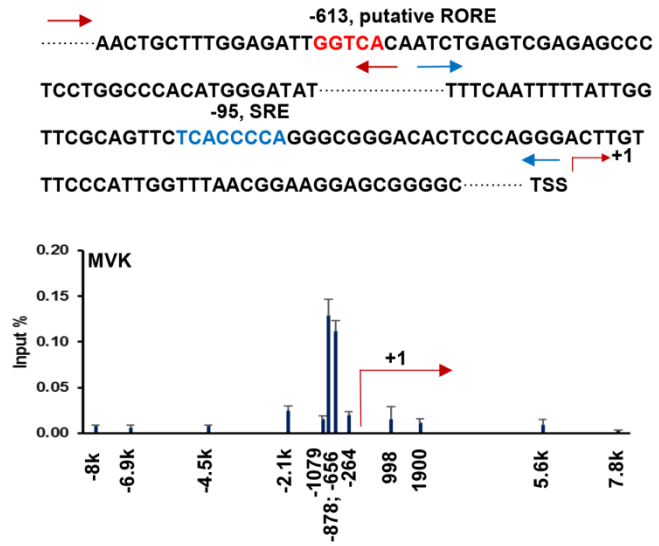 -613, putative RORE
········AACTGCTTTGGAGATTGGTCACAATCTGAGTCGAGAGCCC
TCCTGGCCCACATGGGATAT··················TTTCAATTTTTATTGG
-95, SRE
TTCGCAGTTCTCACCCCAGGGCGGGACACTCCCAGGGACTTGT
+1
TTCCCATTGGTTTAACGGAAGGAGCGGGGC·········· TSS
MVK
Input %
0.20
0.15
0.10
0.05
0.00
+1
-8k -6.9k -4.5k -2.1k -1079 -878; -656 -264 998 1900 5.6k 7.8k